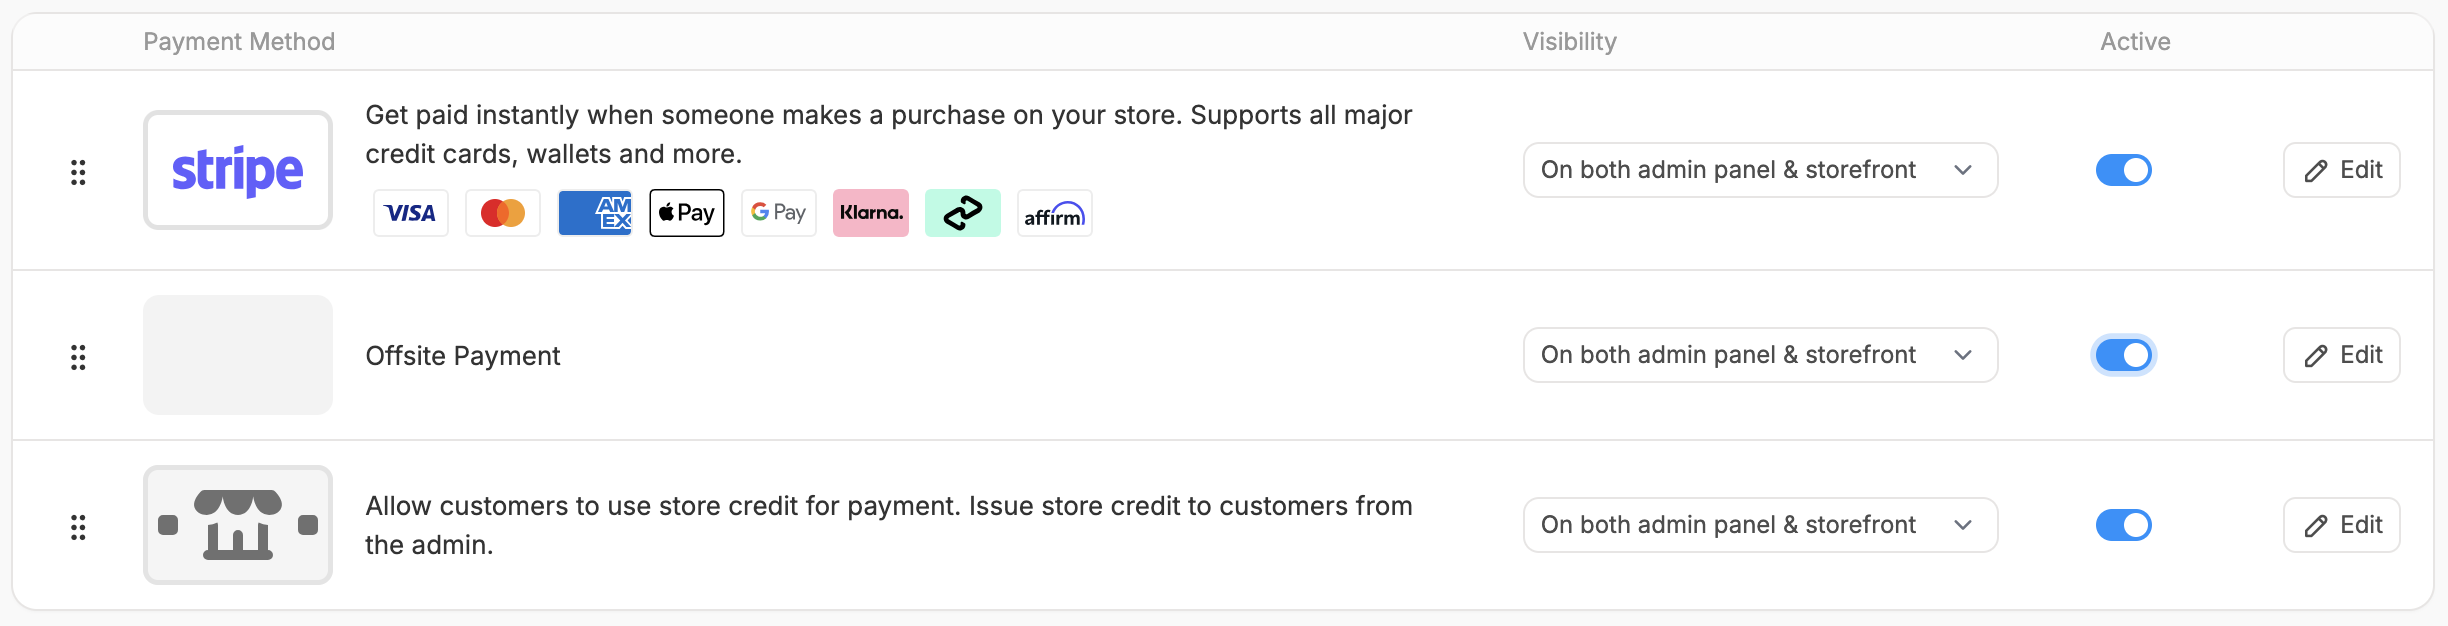 Payment Method Visibility Active
Get paid instantly when someone makes a purchase on your store. Supports all major
credit cards, wallets and more.
stripe
On both admin panel & storefront
Edit
VISA
AM
EX
Pay
G Pay
Klarna.
affirm
Offsite Payment
On both admin panel & storefront
Edit
Allow customers to use store credit for payment. Issue store credit to customers from
the admin.
On both admin panel & storefront
Edit